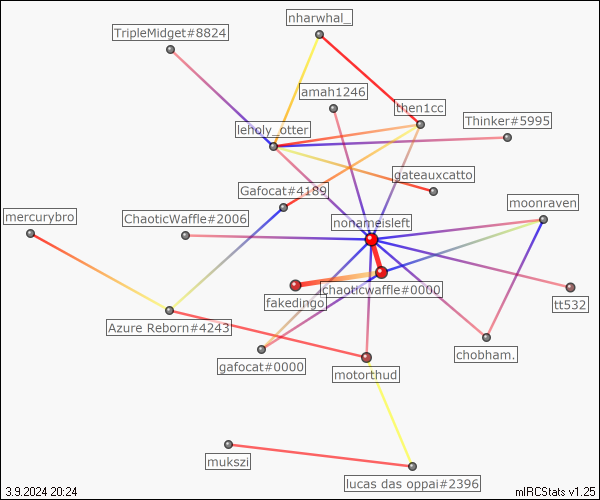 nharwhal_
TripleMidget#8824
amah1246
then1cc
Thinker#5995
leholy_otter
gateauxcatto
Gafocat#4189
moonraven
mercurybro
ChaoticWaffle#2006
nonameisleft
chaoticwaffle#0000
fakedingo
tt532
Azure Reborn#4243
chobham.
gafocat#0000
motorthud
mukszi
lucas das oppai#2396
3.9.2024 20:24
mIRCStats v1.25